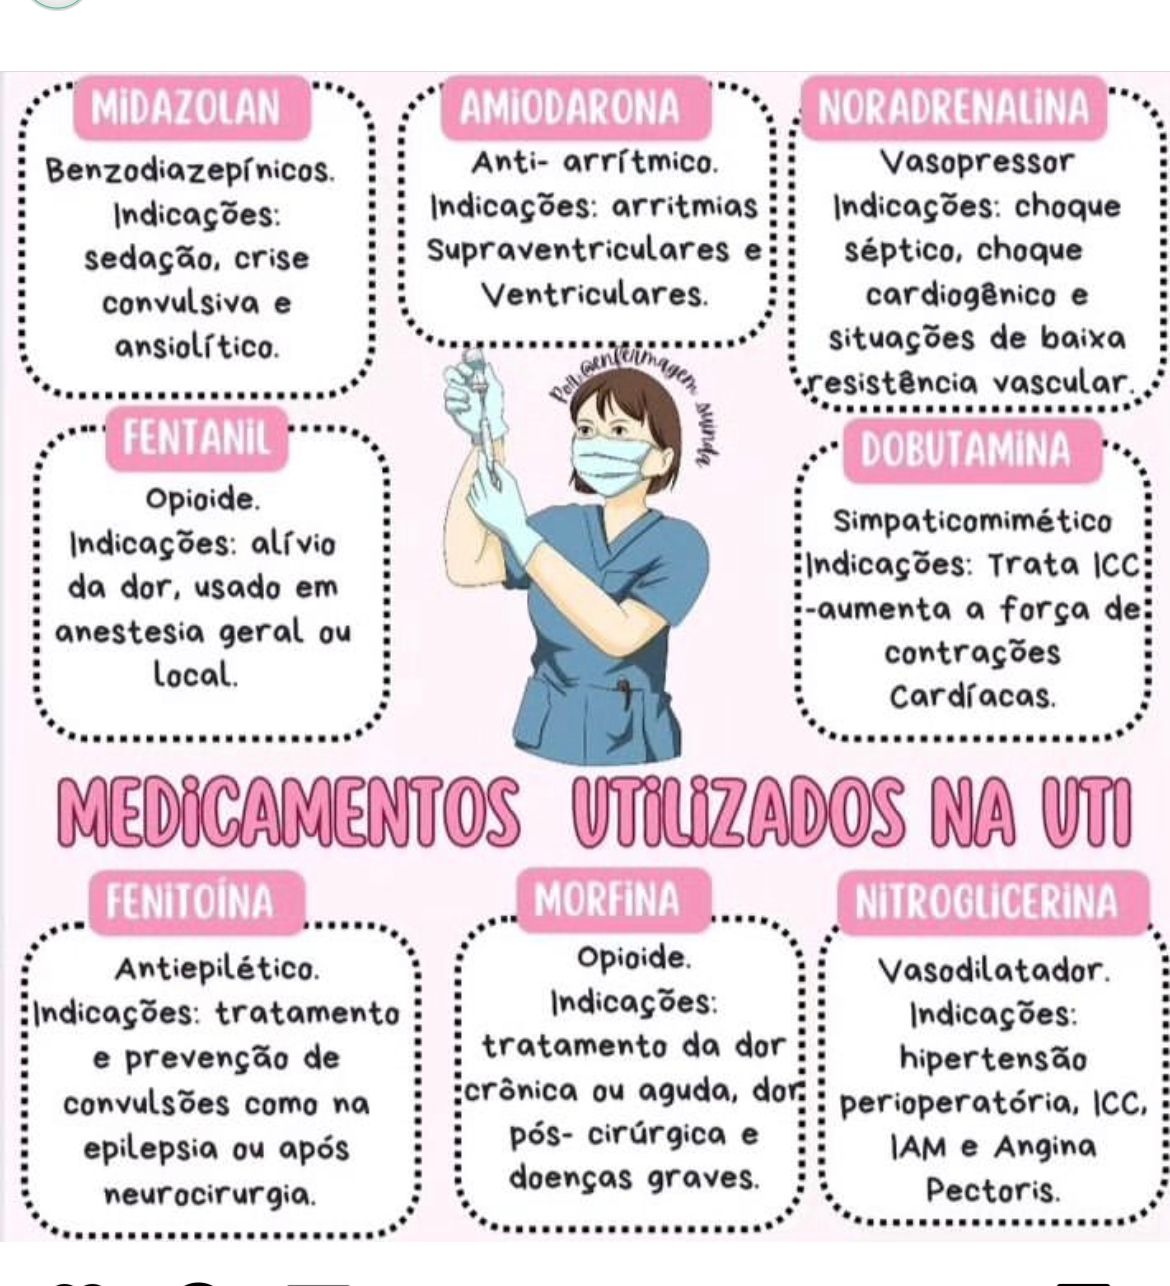 MIDAZOLAN
Benzodiazepínicos.
Indicações:
sedação, crise
convulsiva e
ansiolítico.
AMIODARONA
Anti- arrítmico.
Indicações: arritmias
Supraventriculares e
Ventriculares.
NORADRENALINA
Vasopressor
Indicações: choque
séptico, choque
cardiogênico e
situações de baixa
resistência vascular.
Por @enfermagem_suinda
FENTANIL
Opioide.
Indicações: alívio
da dor, usado em
anestesia geral ou
local.
DOBUTAMINA
Simpaticomimético
Indicações: Trata ICC
-aumenta a força de
contrações
Cardíacas.
MEDICAMENTOS UTILIZADOS NA UTI
FENITOÍNA
Antiepilético.
Indicações: tratamento
e prevenção de
convulsões como na
epilepsia ou após
neurocirurgia.
MORFINA
Opioide.
Indicações:
tratamento da dor
crônica ou aguda, dor
pós- cirúrgica e
doenças graves.
NITROGLICERINA
Vasodilatador.
Indicações:
hipertensão
perioperatória, ICC,
IAM e Angina
Pectoris.